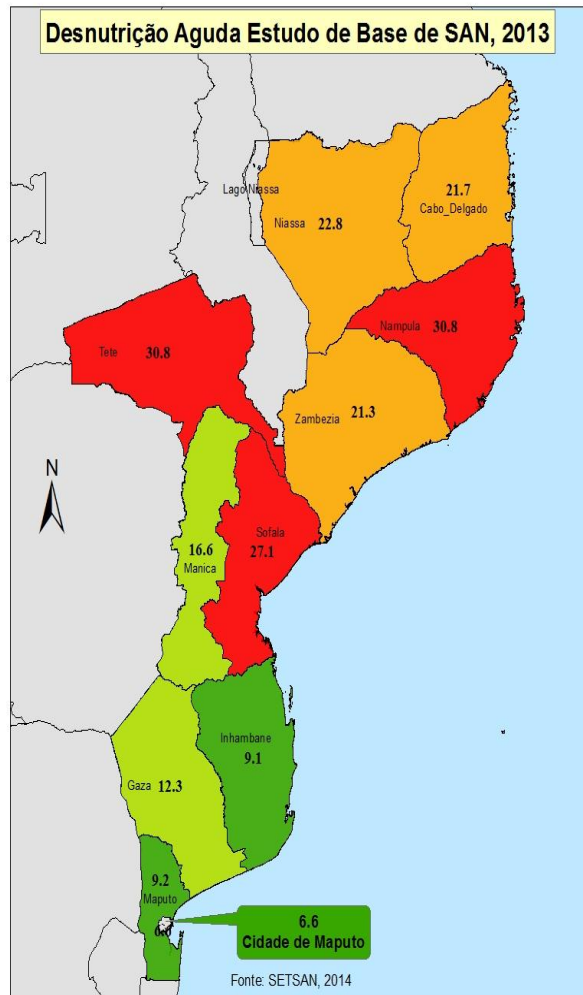 Desnutrição Aguda Estudo de Base de SAN, 2013
Lago Niassa
Niassa
22.8
21.7
Cabo_Delgado
Nampula
30.8
Tete
30.8
Zambezia
21.3
N
16.6
Manica
Sofala
27.1
Inhambane
9.1
Gaza
12.3
9.2
Maputo
6.6
Cidade de Maputo
Fonte: SETSAN, 2014